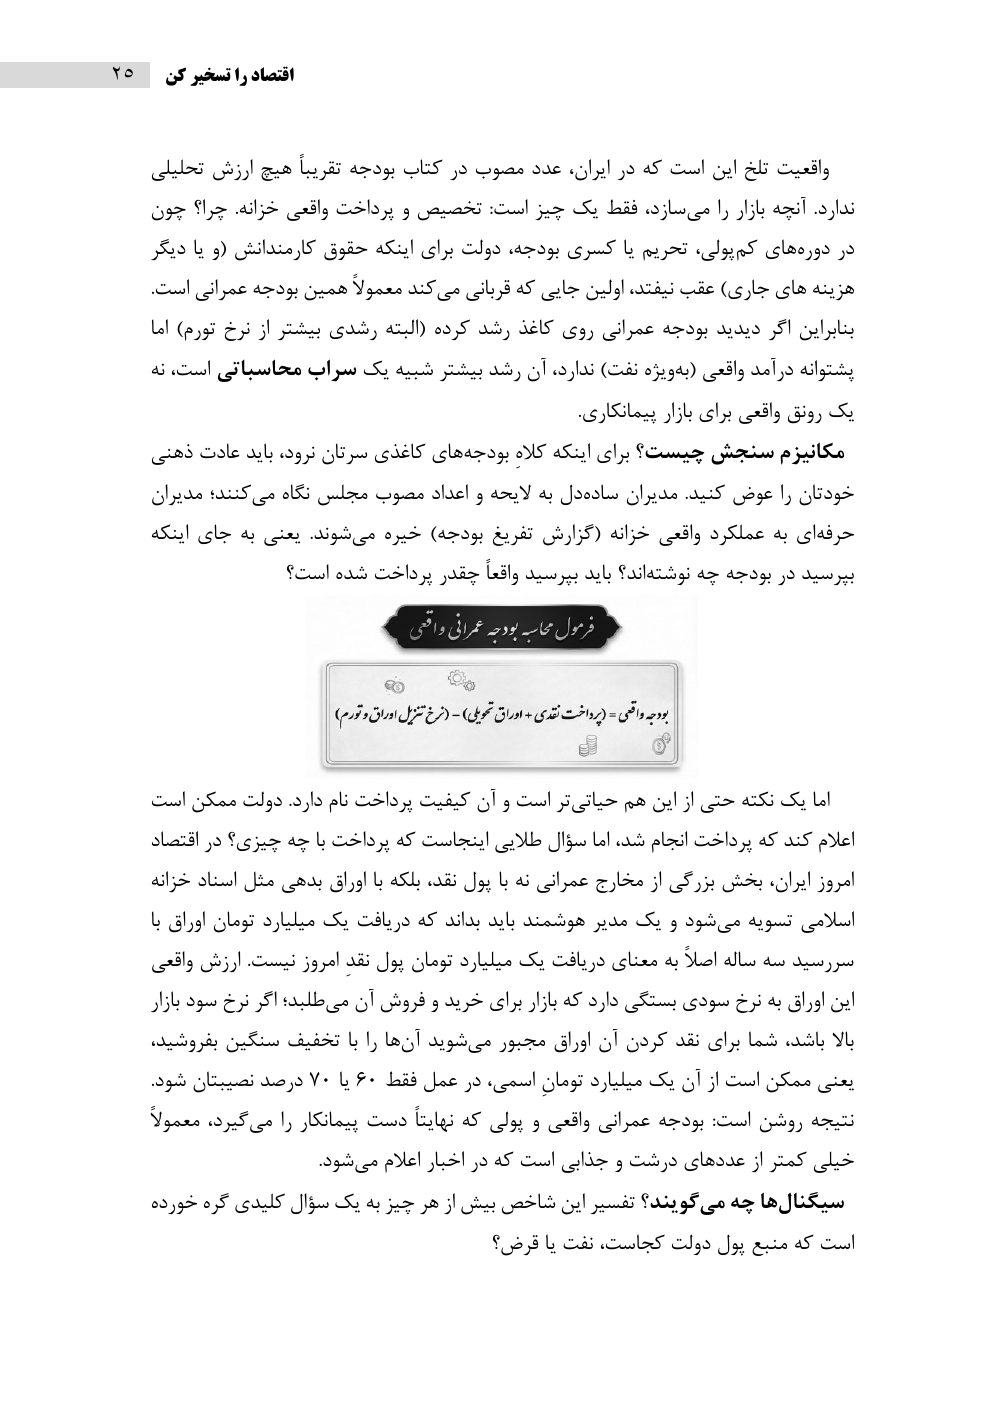 اقتصاد را تسخیر کن ۲۵
واقعیت تلخ این است که در ایران، عدد مصوب در کتاب بودجه تقریباً هیچ ارزش تحلیلی
ندارد. آنچه بازار را می‌سازد، فقط یک چیز است: تخصیص و پرداخت واقعی خزانه. چرا؟ چون
در دوره‌های کم‌پولی، تحریم یا کسری بودجه، دولت برای اینکه حقوق کارمندانش (و یا دیگر
هزینه های جاری) عقب نیفتد، اولین جایی که قربانی می‌کند معمولاً همین بودجه عمرانی است.
بنابراین اگر دیدید بودجه عمرانی روی کاغذ رشد کرده (البته رشدی بیشتر از نرخ تورم) اما
پشتوانه درآمد واقعی (به‌ویژه نفت) ندارد، آن رشد بیشتر شبیه یک سراب محاسباتی است، نه
یک رونق واقعی برای بازار پیمانکاری.
مکانیزم سنجش چیست؟ برای اینکه کلاهِ بودجه‌های کاغذی سرتان نرود، باید عادت ذهنی
خودتان را عوض کنید. مدیران ساده‌دل به لایحه و اعداد مصوب مجلس نگاه می‌کنند؛ مدیران
حرفه‌ای به عملکرد واقعی خزانه (گزارش تفریغ بودجه) خیره می‌شوند. یعنی به جای اینکه
بپرسید در بودجه چه نوشته‌اند؟ باید بپرسید واقعاً چقدر پرداخت شده است؟
فرمول محاسبه بودجه عمرانی واقعی
بودجه واقعی = (پرداخت نقدی + اوراق تحویلی) - (نرخ تنزیل اوراق و تورم)
اما یک نکته حتی از این هم حیاتی‌تر است و آن کیفیت پرداخت نام دارد. دولت ممکن است
اعلام کند که پرداخت انجام شد، اما سؤال طلایی اینجاست که پرداخت با چه چیزی؟ در اقتصاد
امروز ایران، بخش بزرگی از مخارج عمرانی نه با پول نقد، بلکه با اوراق بدهی مثل اسناد خزانه
اسلامی تسویه می‌شود و یک مدیر هوشمند باید بداند که دریافت یک میلیارد تومان اوراق با
سررسید سه ساله اصلاً به معنای دریافت یک میلیارد تومان پول نقدِ امروز نیست. ارزش واقعی
این اوراق به نرخ سودی بستگی دارد که بازار برای خرید و فروش آن می‌طلبد؛ اگر نرخ سود بازار
بالا باشد، شما برای نقد کردن آن اوراق مجبور می‌شوید آن‌ها را با تخفیف سنگین بفروشید،
یعنی ممکن است از آن یک میلیارد تومانِ اسمی، در عمل فقط ۶۰ یا ۷۰ درصد نصیبتان شود.
نتیجه روشن است: بودجه عمرانی واقعی و پولی که نهایتاً دست پیمانکار را می‌گیرد، معمولاً
خیلی کمتر از عددهای درشت و جذابی است که در اخبار اعلام می‌شود.
سیگنال‌ها چه می‌گویند؟ تفسیر این شاخص بیش از هر چیز به یک سؤال کلیدی گره خورده
است که منبع پول دولت کجاست، نفت یا قرض؟